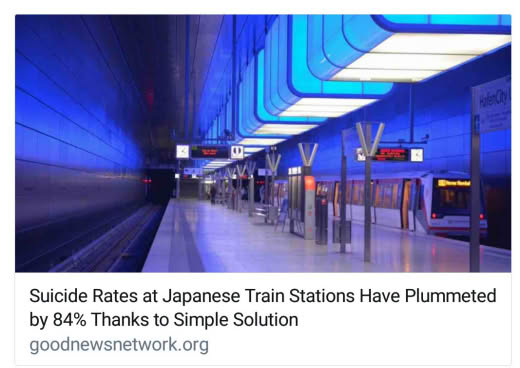 HafenCity
Suicide Rates at Japanese Train Stations Have Plummeted
by 84% Thanks to Simple Solution
goodnewsnetwork.org